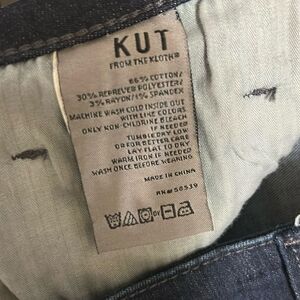 KUT
FROM THE KLOTH®
66% COTTON/
30% REPREVE® POLYESTER/
3% RAYON/1% SPANDEX
MACHINE WASH COLD INSIDE OUT
WITH LIKE COLORS
ONLY NON-CHLORINE BLEACH
IF NEEDED
TUMBLE DRY LOW
OR FOR BETTER CARE
LAY FLAT TO DRY
WARM IRON IF NEEDED
WASH ONCE BEFORE WEARING
MADE IN CHINA
RN# 56539
OR